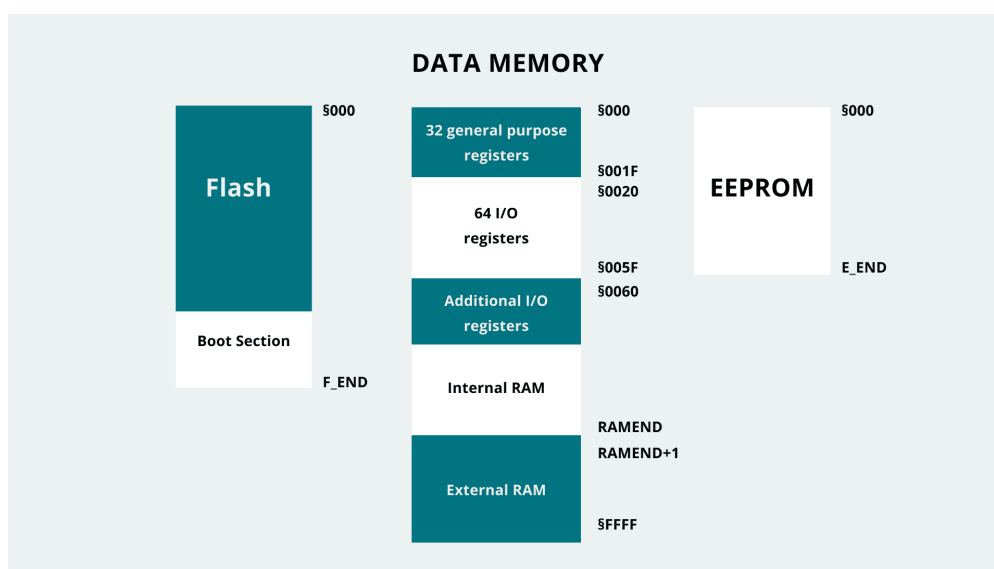 DATA MEMORY
§000
Flash
Boot Section
F_END
32 general purpose
registers
§000
§001F
§0020
64 I/O
registers
§005F
§0060
Additional I/O
registers
Internal RAM
RAMEND
RAMEND+1
External RAM
§FFFF
§000
EEPROM
E_END